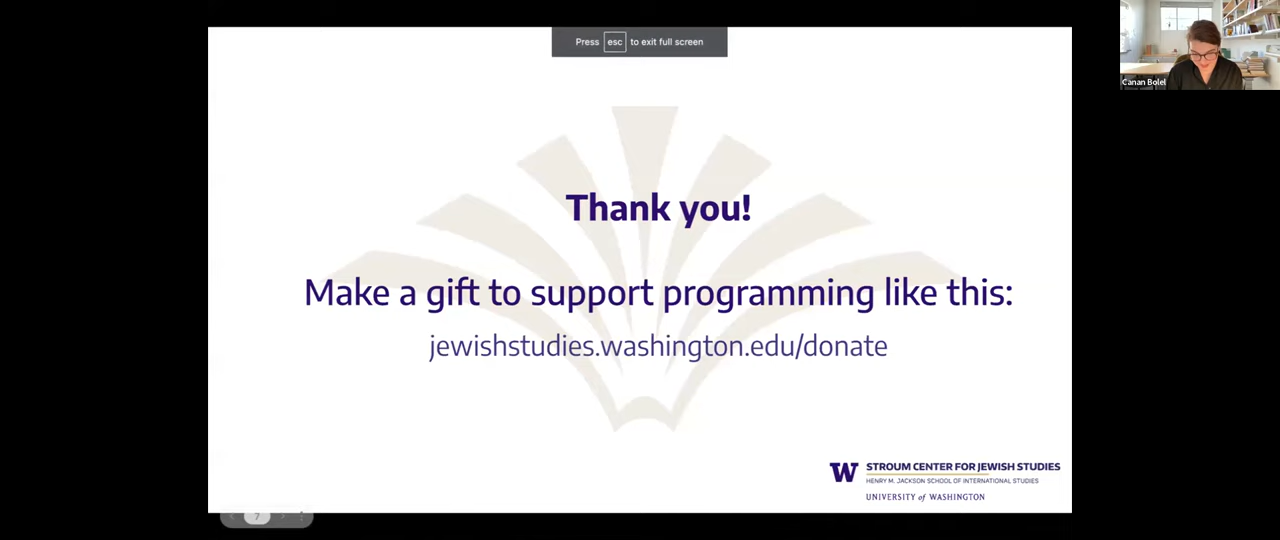 Press esc to exit full screen
Canan Bolel
Thank you!
Make a gift to support programming like this:
jewishstudies.washington.edu/donate
W
STROUM CENTER FOR JEWISH STUDIES
HENRY M. JACKSON SCHOOL OF INTERNATIONAL STUDIES
UNIVERSITY of WASHINGTON
7